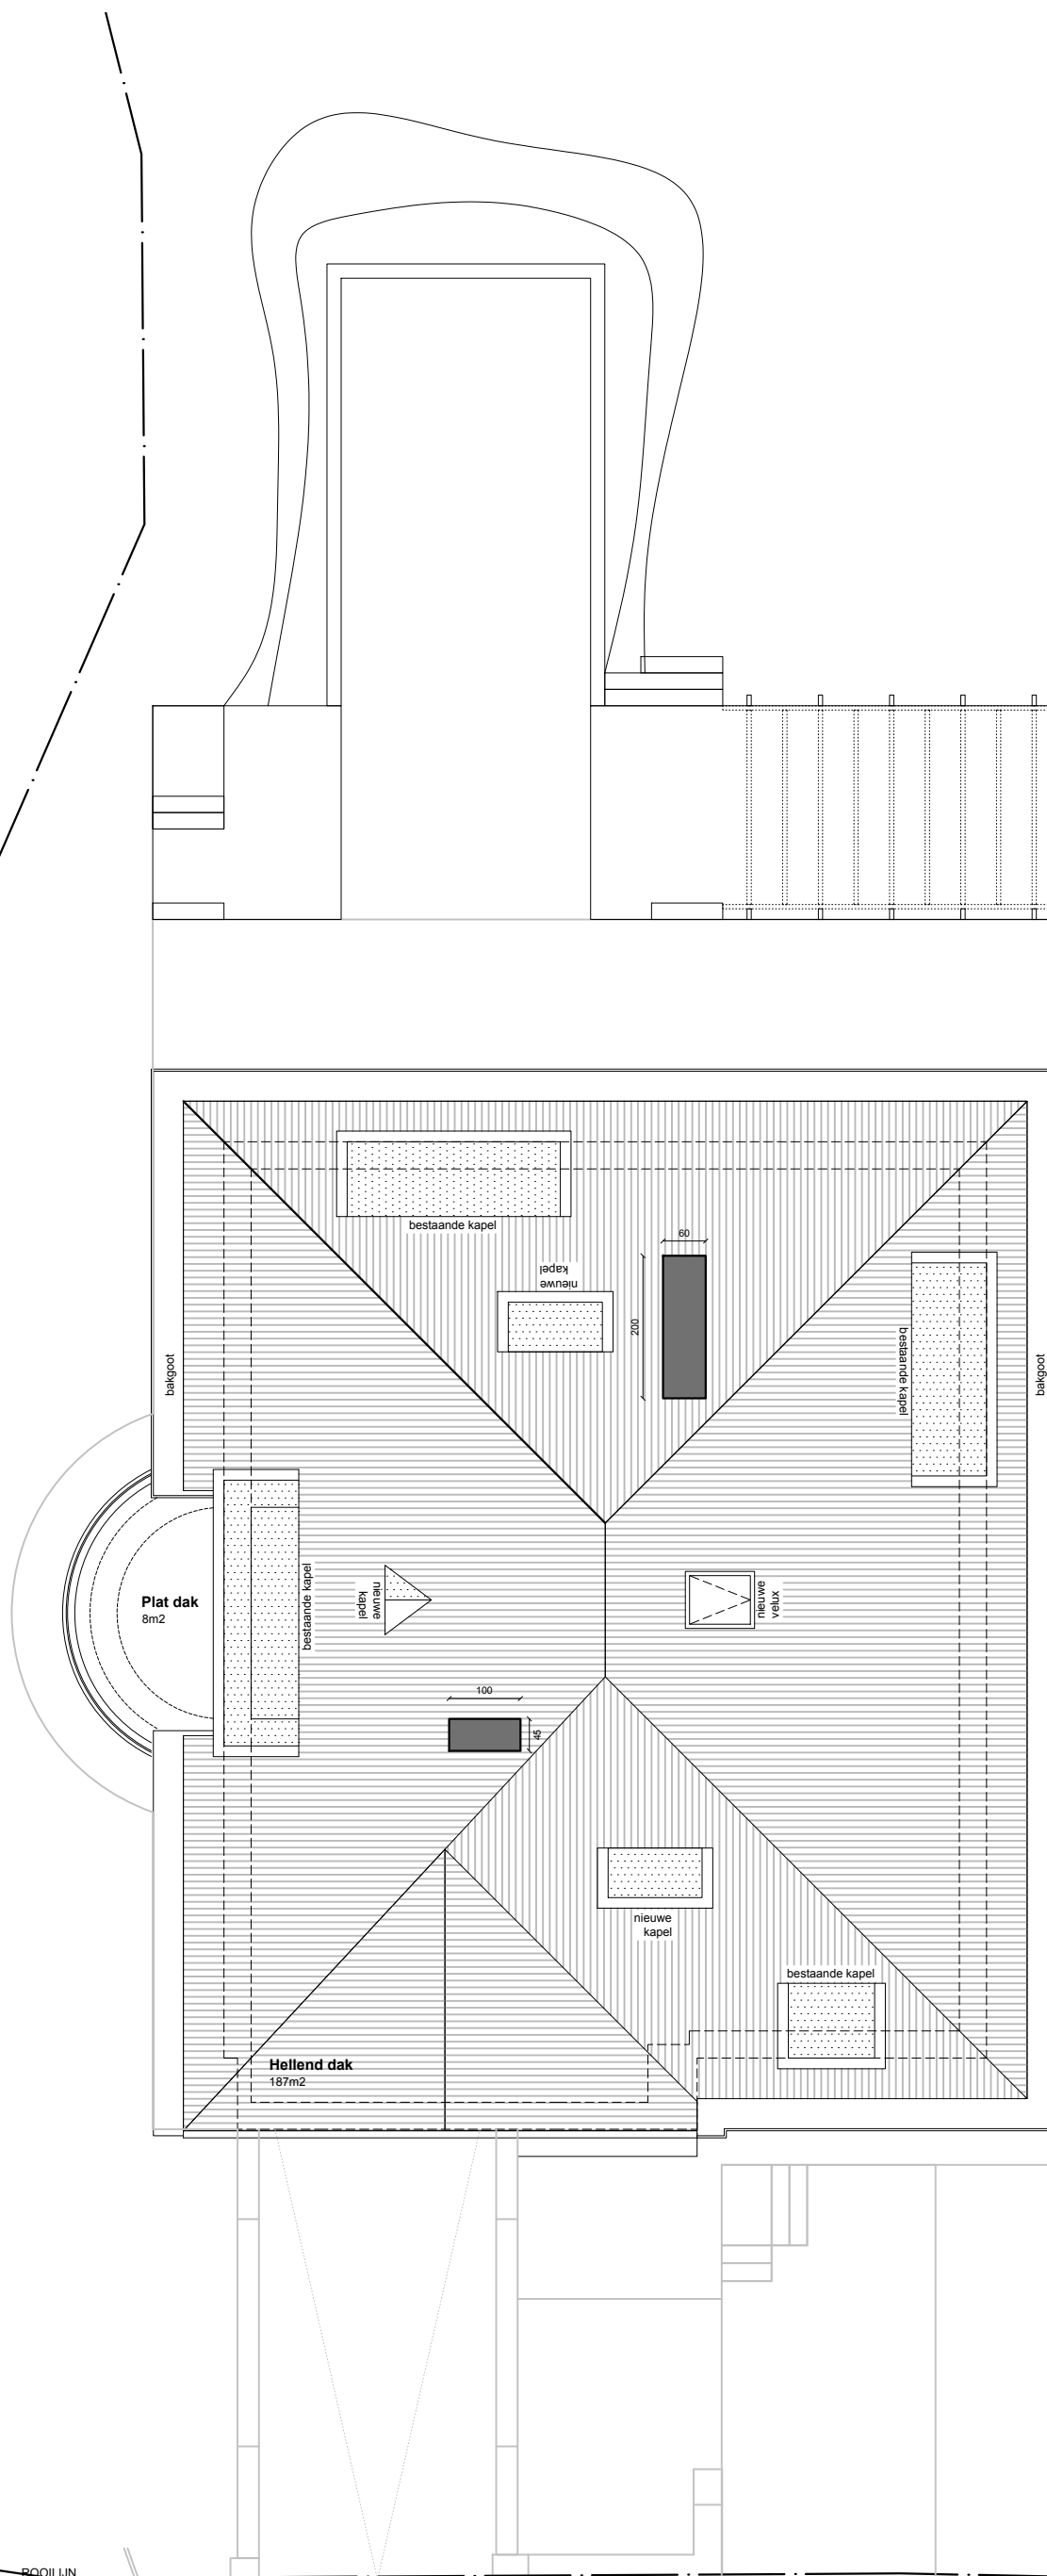 bestaande kapel
60
nieuwe
kapel
200
bestaande kapel
bakgoot
bakgoot
Plat dak
8m2
bestaande kapel
nieuwe
kapel
nieuwe
velux
100
45
nieuwe
kapel
bestaande kapel
Hellend dak
187m2
ROOILIJN